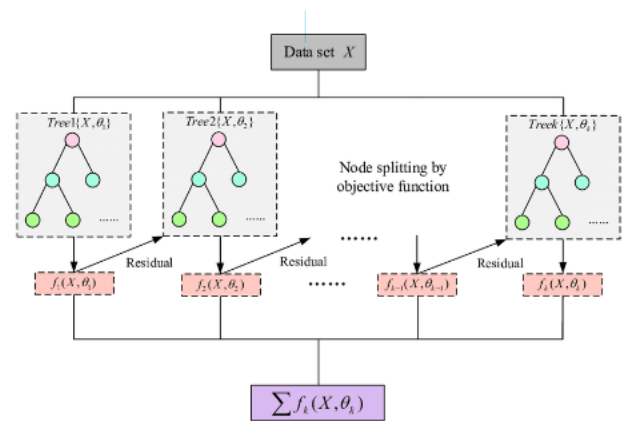 Data set X
Tree1{X,θ₁}
Tree2{X,θ₂}
Treek{X,θₖ}
Node splitting by
objective function
......
......
......
......
Residual
Residual
Residual
f₁(X,θ₁)
f₂(X,θ₂)
......
fₖ₋₁(X,θₖ₋₁)
fₖ(X,θₖ)
∑fₖ(X,θₖ)